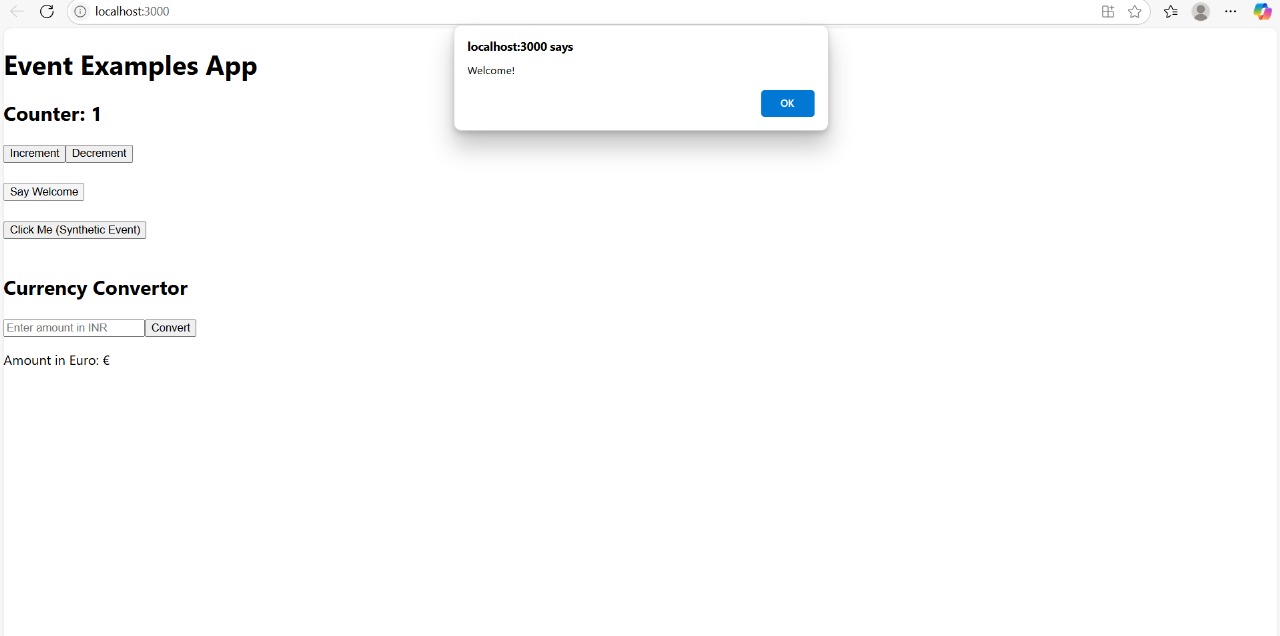 localhost:3000
localhost:3000 says
Welcome!
OK
Event Examples App
Counter: 1
Increment Decrement
Say Welcome
Click Me (Synthetic Event)
Currency Convertor
Enter amount in INR Convert
Amount in Euro: €